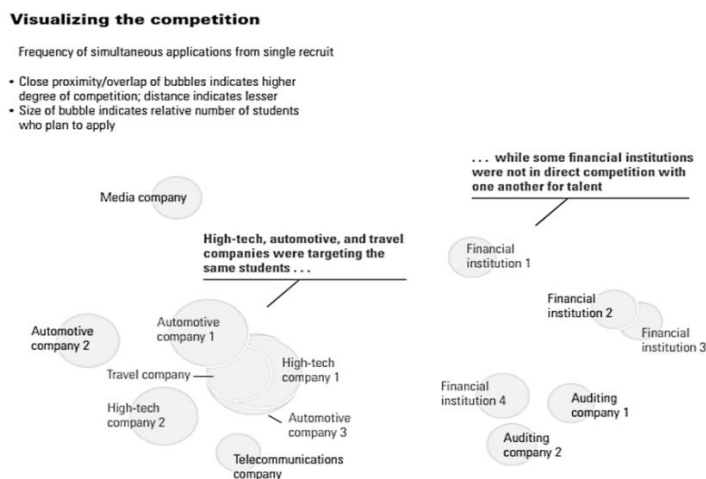 Visualizing the competition
Frequency of simultaneous applications from single recruit
• Close proximity/overlap of bubbles indicates higher
degree of competition; distance indicates lesser
• Size of bubble indicates relative number of students
who plan to apply
. . . while some financial institutions
were not in direct competition with
one another for talent
Media company
High-tech, automotive, and travel
companies were targeting the
same students . . .
Financial
institution 1
Financial
institution 2
Financial
institution 3
Automotive
company 1
Automotive
company 2
Travel company
High-tech
company 1
High-tech
company 2
Automotive
company 3
Telecommunications
company
Financial
institution 4
Auditing
company 1
Auditing
company 2